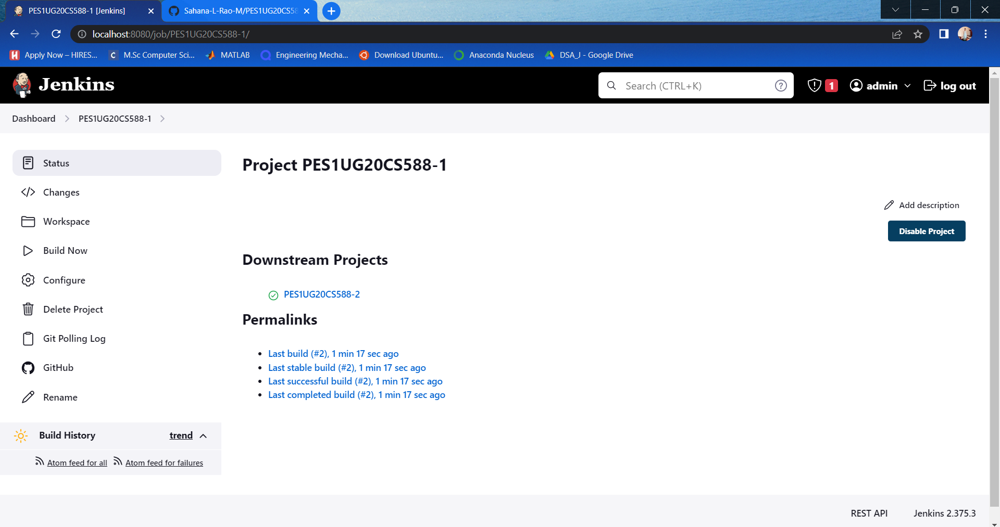 PES1UG20CS588-1 [Jenkins]
Sahana-L-Rao-M/PES1UG20CS58
localhost:8080/job/PES1UG20CS588-1/
Apply Now – HIRES...
M.Sc Computer Sci...
MATLAB
Engineering Mecha...
Download Ubuntu...
Anaconda Nucleus
DSA_J - Google Drive
Jenkins
Search (CTRL+K)
1
admin
log out
Dashboard
PES1UG20CS588-1
Status
Changes
Workspace
Build Now
Configure
Delete Project
Git Polling Log
GitHub
Rename
Build History
trend
Atom feed for all
Atom feed for failures
Project PES1UG20CS588-1
Add description
Disable Project
Downstream Projects
PES1UG20CS588-2
Permalinks
Last build (#2), 1 min 17 sec ago
Last stable build (#2), 1 min 17 sec ago
Last successful build (#2), 1 min 17 sec ago
Last completed build (#2), 1 min 17 sec ago
REST API
Jenkins 2.375.3